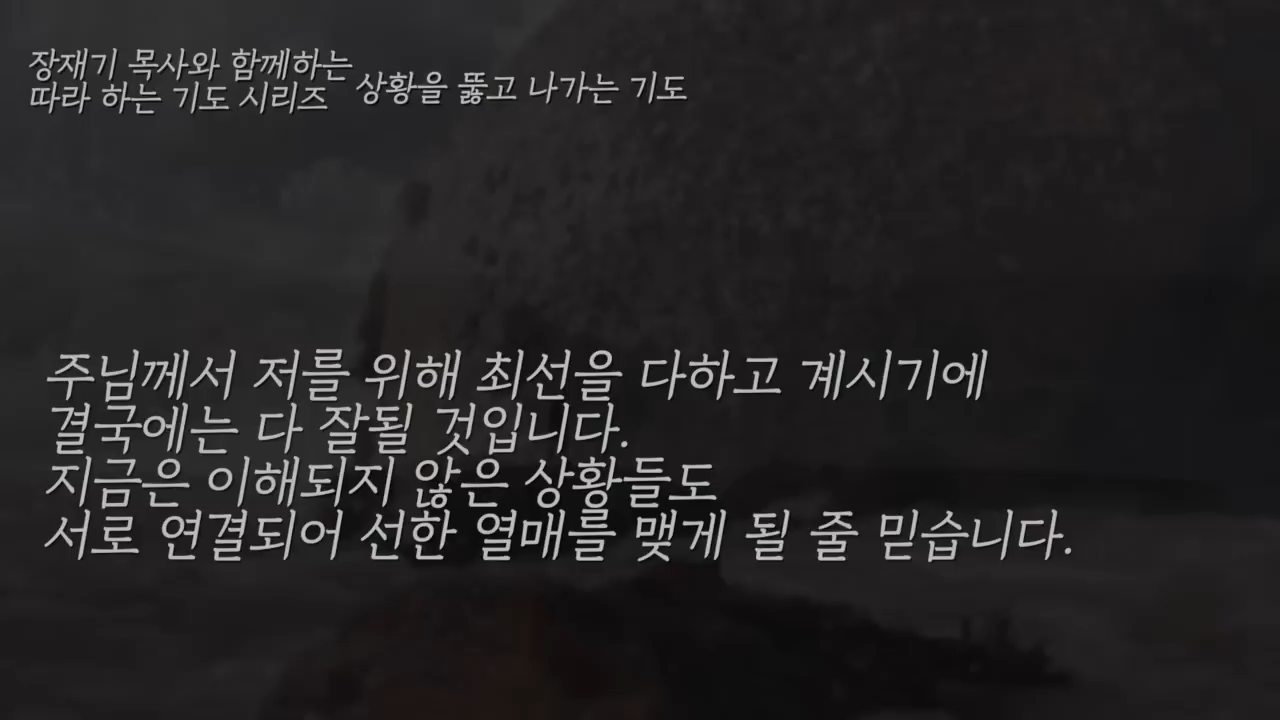 장재기 목사와 함께하는
따라 하는 기도 시리즈
상황을 뚫고 나가는 기도
주님께서 저를 위해 최선을 다하고 계시기에
결국에는 다 잘될 것입니다.
지금은 이해되지 않은 상황들도
서로 연결되어 선한 열매를 맺게 될 줄 믿습니다.